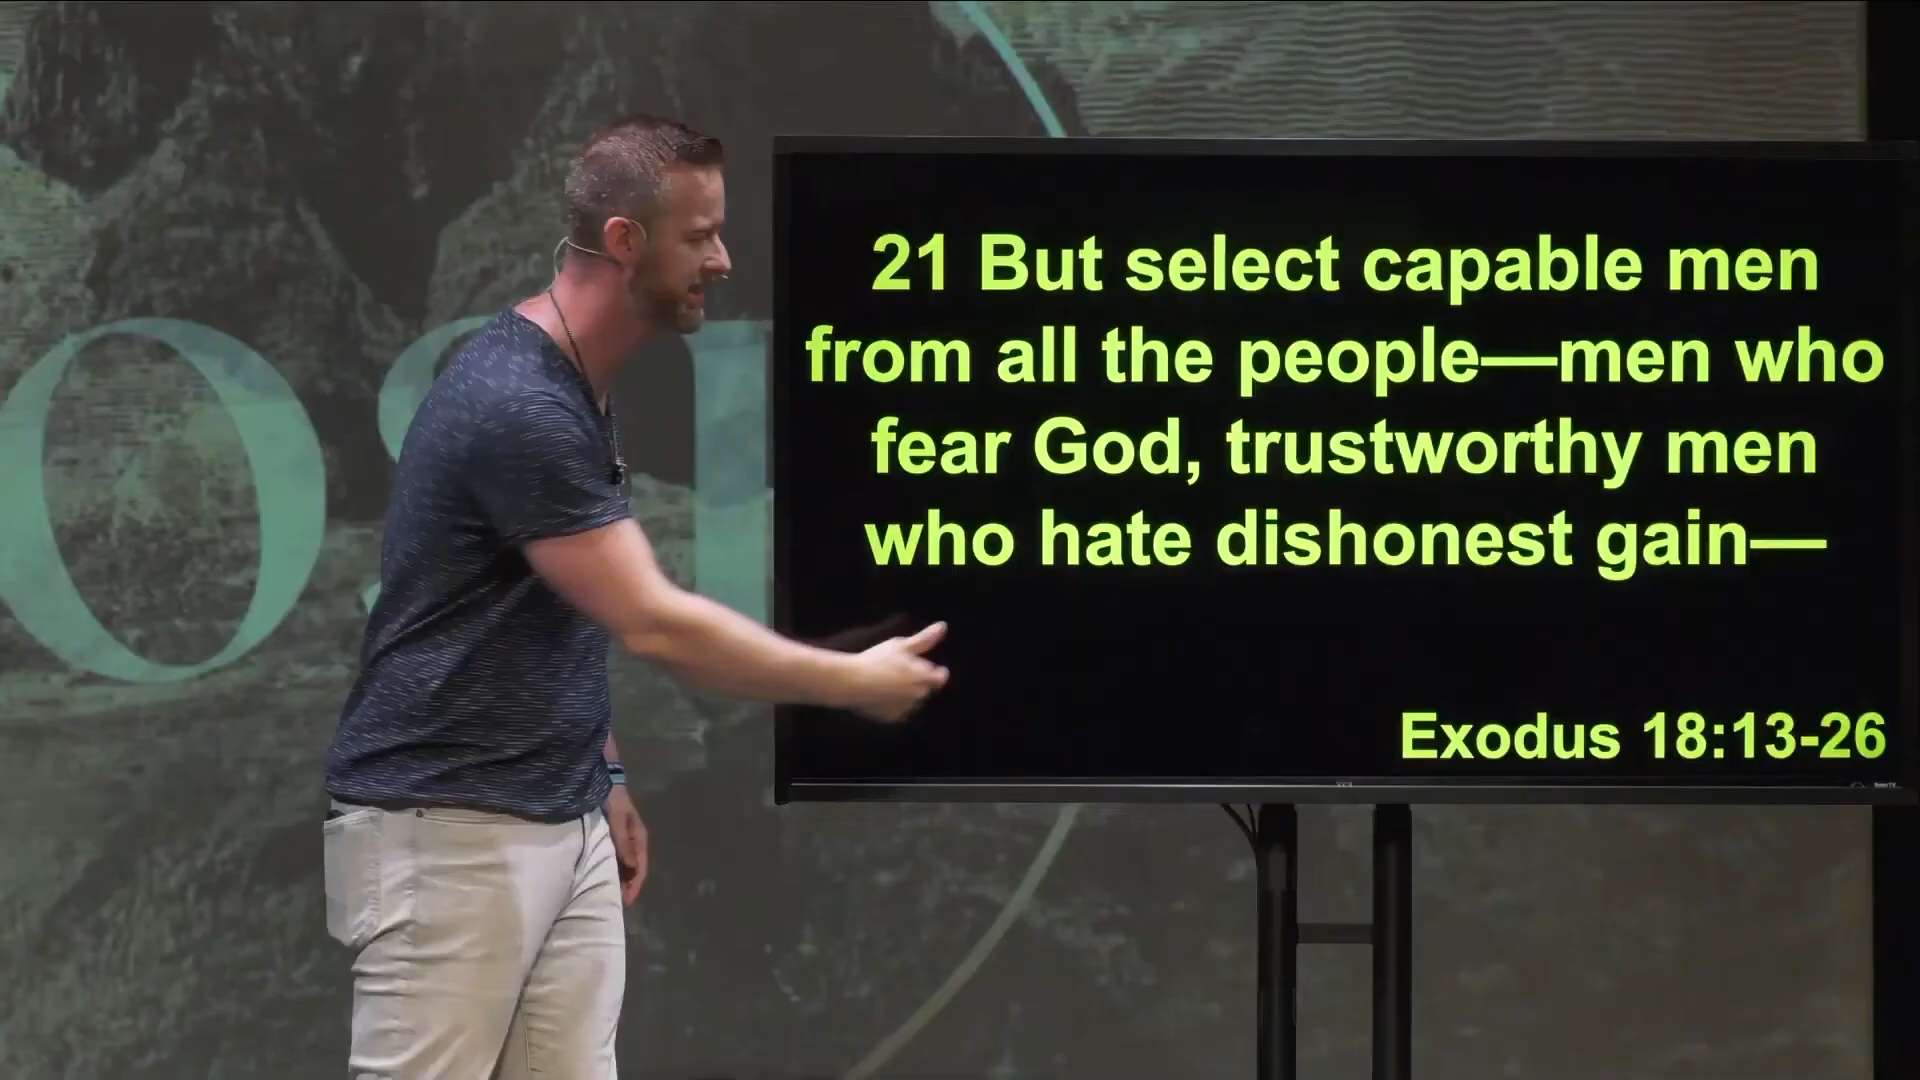 21 But select capable men
from all the people—men who
fear God, trustworthy men
who hate dishonest gain—
Exodus 18:13-26